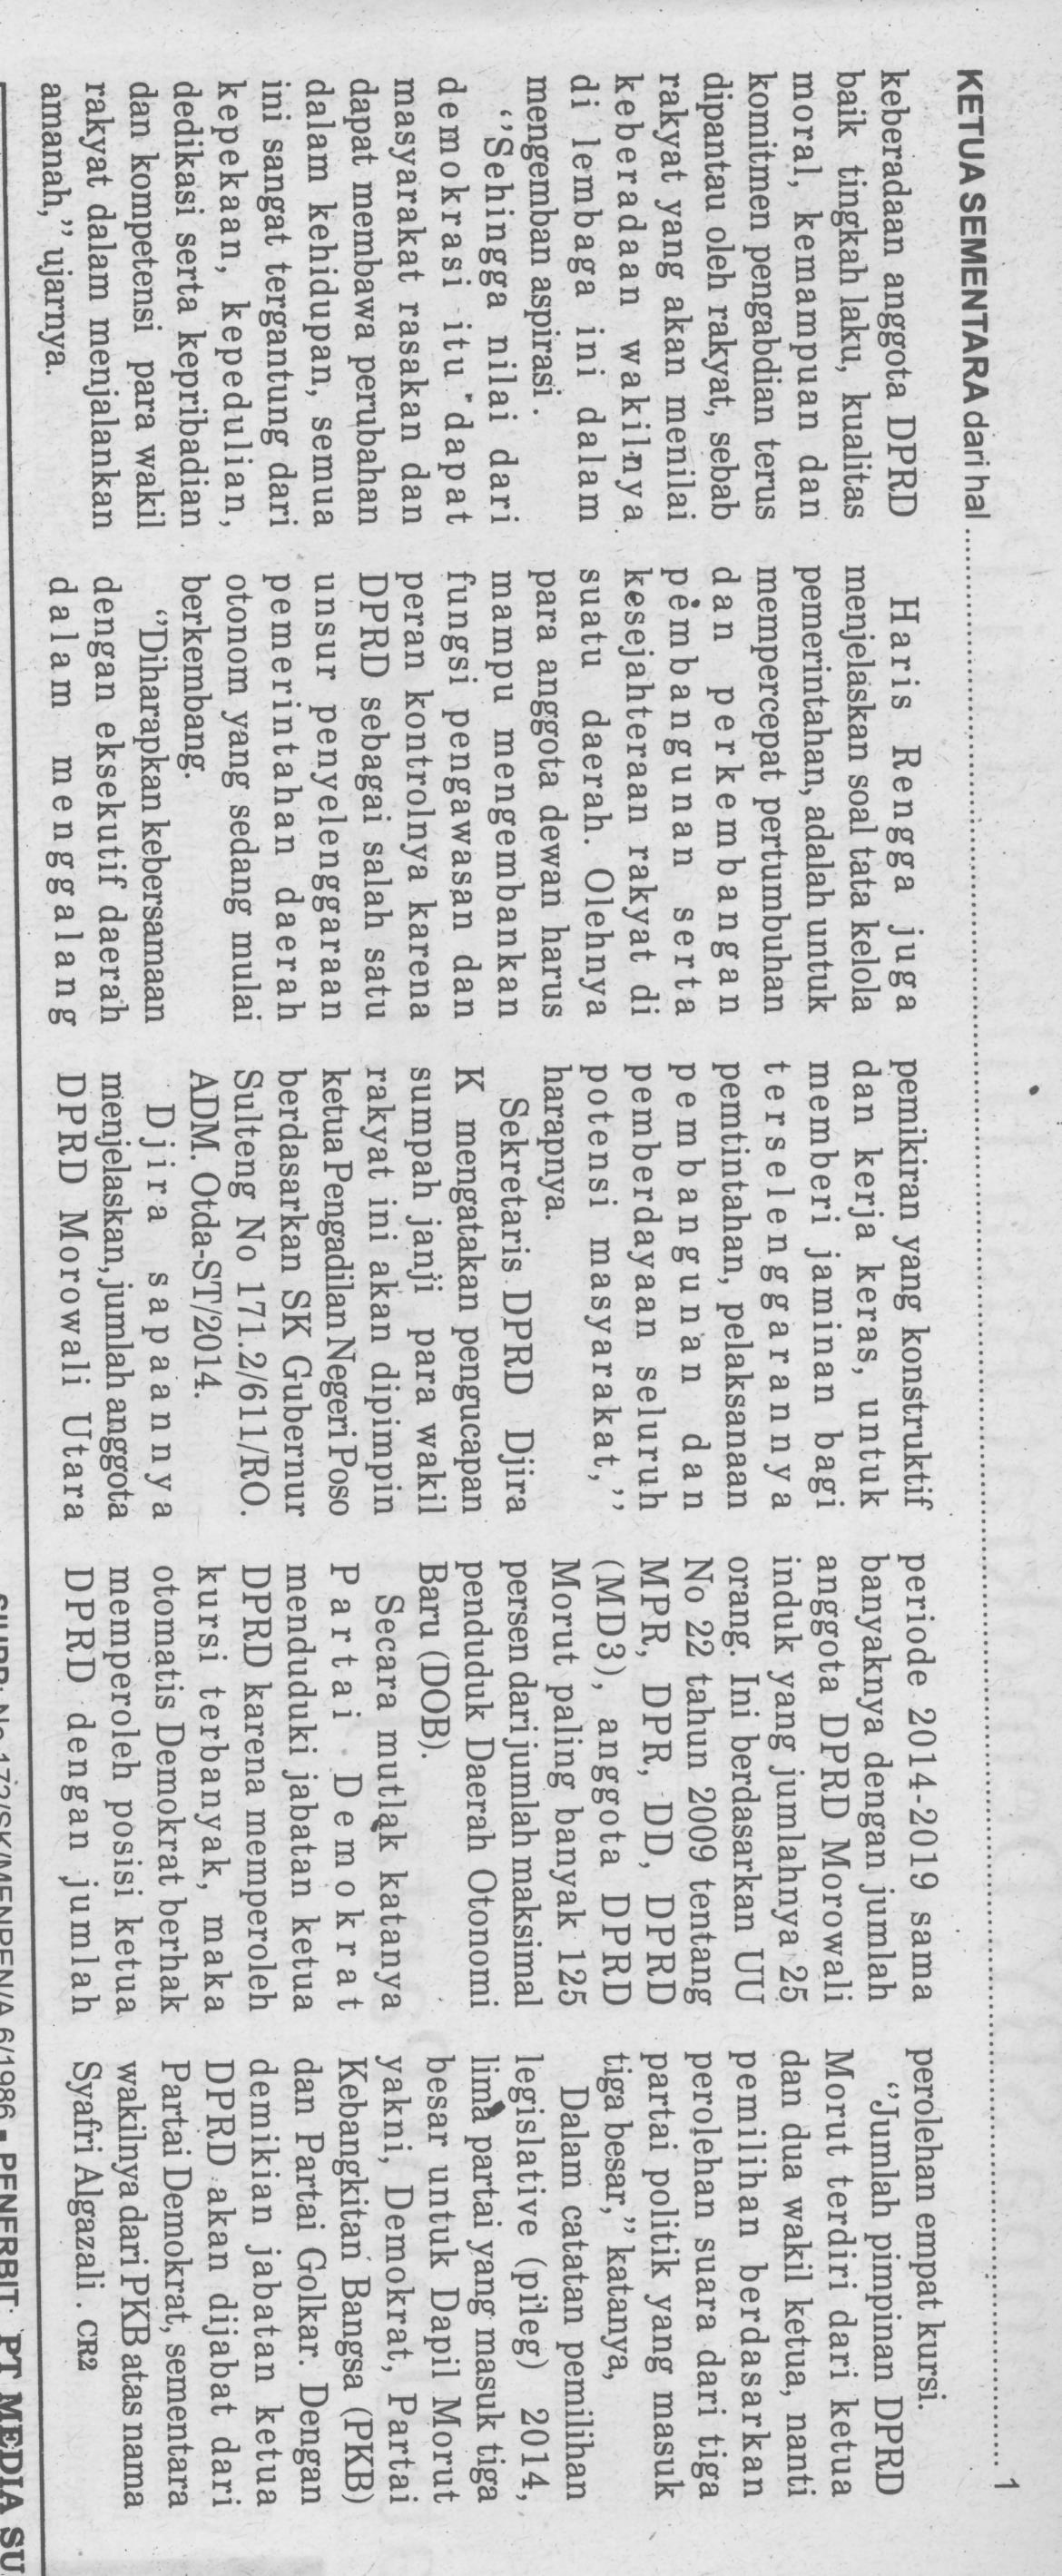 KETUA SEMENTARA dari hal ........................................................................ 1
keberadaan anggota DPRD
baik tingkah laku, kualitas
moral, kemampuan dan
komitmen pengabdian terus
dipantau oleh rakyat, sebab
rakyat yang akan menilai
keberadaan wakilnya
di lembaga ini dalam
mengemban aspirasi .
‘’Sehingga nilai dari
demokrasi itu dapat
masyarakat rasakan dan
dapat membawa perubahan
dalam kehidupan, semua
ini sangat tergantung dari
kepekaan, kepedulian,
dedikasi serta kepribadian
dan kompetensi para wakil
rakyat dalam menjalankan
amanah,’’ ujarnya.
Haris Rengga juga
menjelaskan soal tata kelola
pemerintahan, adalah untuk
mempercepat pertumbuhan
dan perkembangan
pembangunan serta
kesejahteraan rakyat di
suatu daerah. Olehnya
para anggota dewan harus
mampu mengembankan
fungsi pengawasan dan
peran kontrolnya karena
DPRD sebagai salah satu
unsur penyelenggaraan
pemerintahan daerah
otonom yang sedang mulai
berkembang.
‘’Diharapkan kebersamaan
dengan eksekutif daerah
dalam menggalang
pemikiran yang konstruktif
dan kerja keras, untuk
memberi jaminan bagi
terselenggarannya
pemtintahan, pelaksanaan
pembangunan dan
pemberdayaan seluruh
potensi masyarakat,’’
harapnya.
Sekretaris DPRD Djira
K mengatakan pengucapan
sumpah janji para wakil
rakyat ini akan dipimpin
ketua Pengadilan Negeri Poso
berdasarkan SK Gubernur
Sulteng No 171.2/611/RO.
ADM. Otda-ST/2014.
Djira sapaannya
menjelaskan, jumlah anggota
DPRD Morowali Utara
periode 2014-2019 sama
banyaknya dengan jumlah
anggota DPRD Morowali
induk yang jumlahnya 25
orang. Ini berdasarkan UU
No 22 tahun 2009 tentang
MPR, DPR, DD, DPRD
(MD3), anggota DPRD
Morut paling banyak 125
persen dari jumlah maksimal
penduduk Daerah Otonomi
Baru (DOB).
Secara mutlak katanya
Partai Demokrat
menduduki jabatan ketua
DPRD karena memperoleh
kursi terbanyak, maka
otomatis Demokrat berhak
memperoleh posisi ketua
DPRD dengan jumlah
perolehan empat kursi.
‘’Jumlah pimpinan DPRD
Morut terdiri dari ketua
dan dua wakil ketua, nanti
pemilihan berdasarkan
perolehan suara dari tiga
partai politik yang masuk
tiga besar,’’ katanya,
Dalam catatan pemilihan
legislative (pileg) 2014,
lima partai yang masuk tiga
besar untuk Dapil Morut
yakni, Demokrat, Partai
Kebangkitan Bangsa (PKB)
dan Partai Golkar. Dengan
demikian jabatan ketua
DPRD akan dijabat dari
Partai Demokrat, sementara
wakilnya dari PKB atas nama
Syafri Algazali . CR2
PENERBIT: PT MEDIA SU